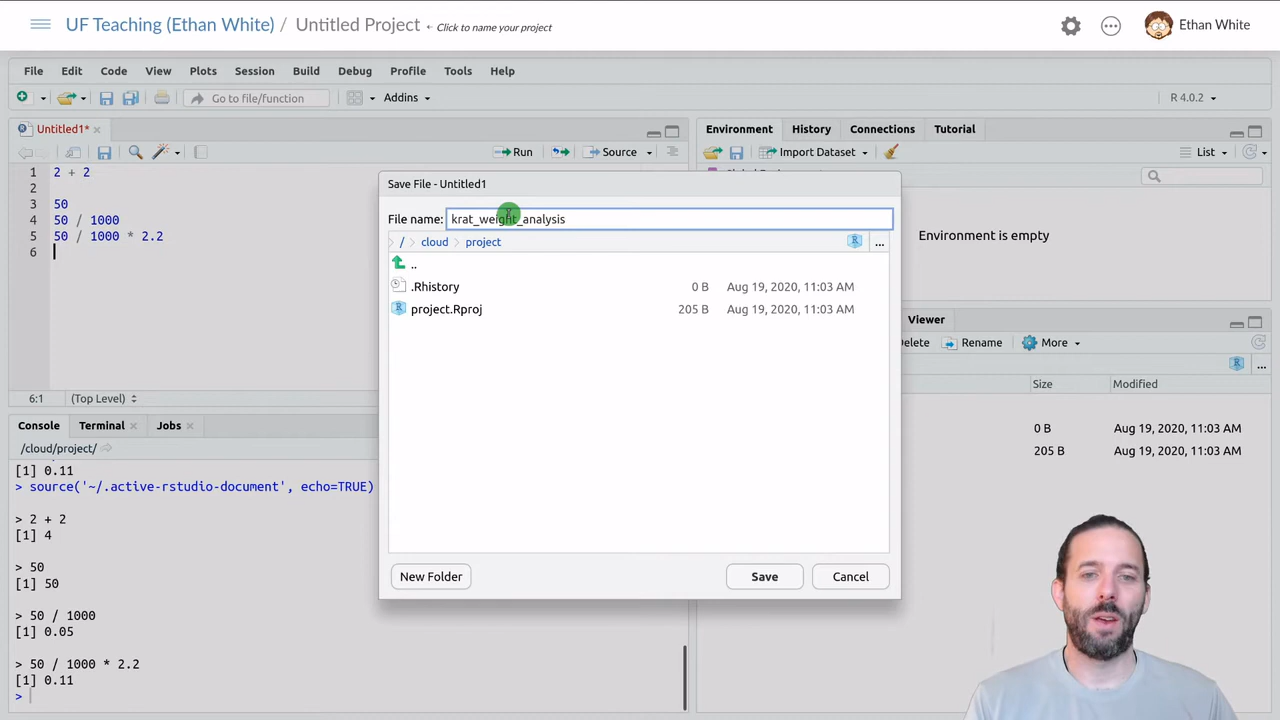 UF Teaching (Ethan White) / Untitled Project ← Click to name your project
Ethan White
File Edit Code View Plots Session Build Debug Profile Tools Help
Go to file/function Addins R 4.0.2
Untitled1*
Run Source
1 2 + 2
2
3 50
4 50 / 1000
5 50 / 1000 * 2.2
6
6:1 (Top Level)
Console Terminal Jobs
/cloud/project/
[1] 0.11
> source('~/.active-rstudio-document', echo=TRUE)
> 2 + 2
[1] 4
> 50
[1] 50
> 50 / 1000
[1] 0.05
> 50 / 1000 * 2.2
[1] 0.11
>
Save File - Untitled1
File name: krat_weight_analysis
/ cloud project ...
..
.Rhistory 0 B Aug 19, 2020, 11:03 AM
project.Rproj 205 B Aug 19, 2020, 11:03 AM
New Folder Save Cancel
Environment History Connections Tutorial
Import Dataset List
Environment is empty
Viewer
Rename More
...
Size Modified
0 B Aug 19, 2020, 11:03 AM
205 B Aug 19, 2020, 11:03 AM